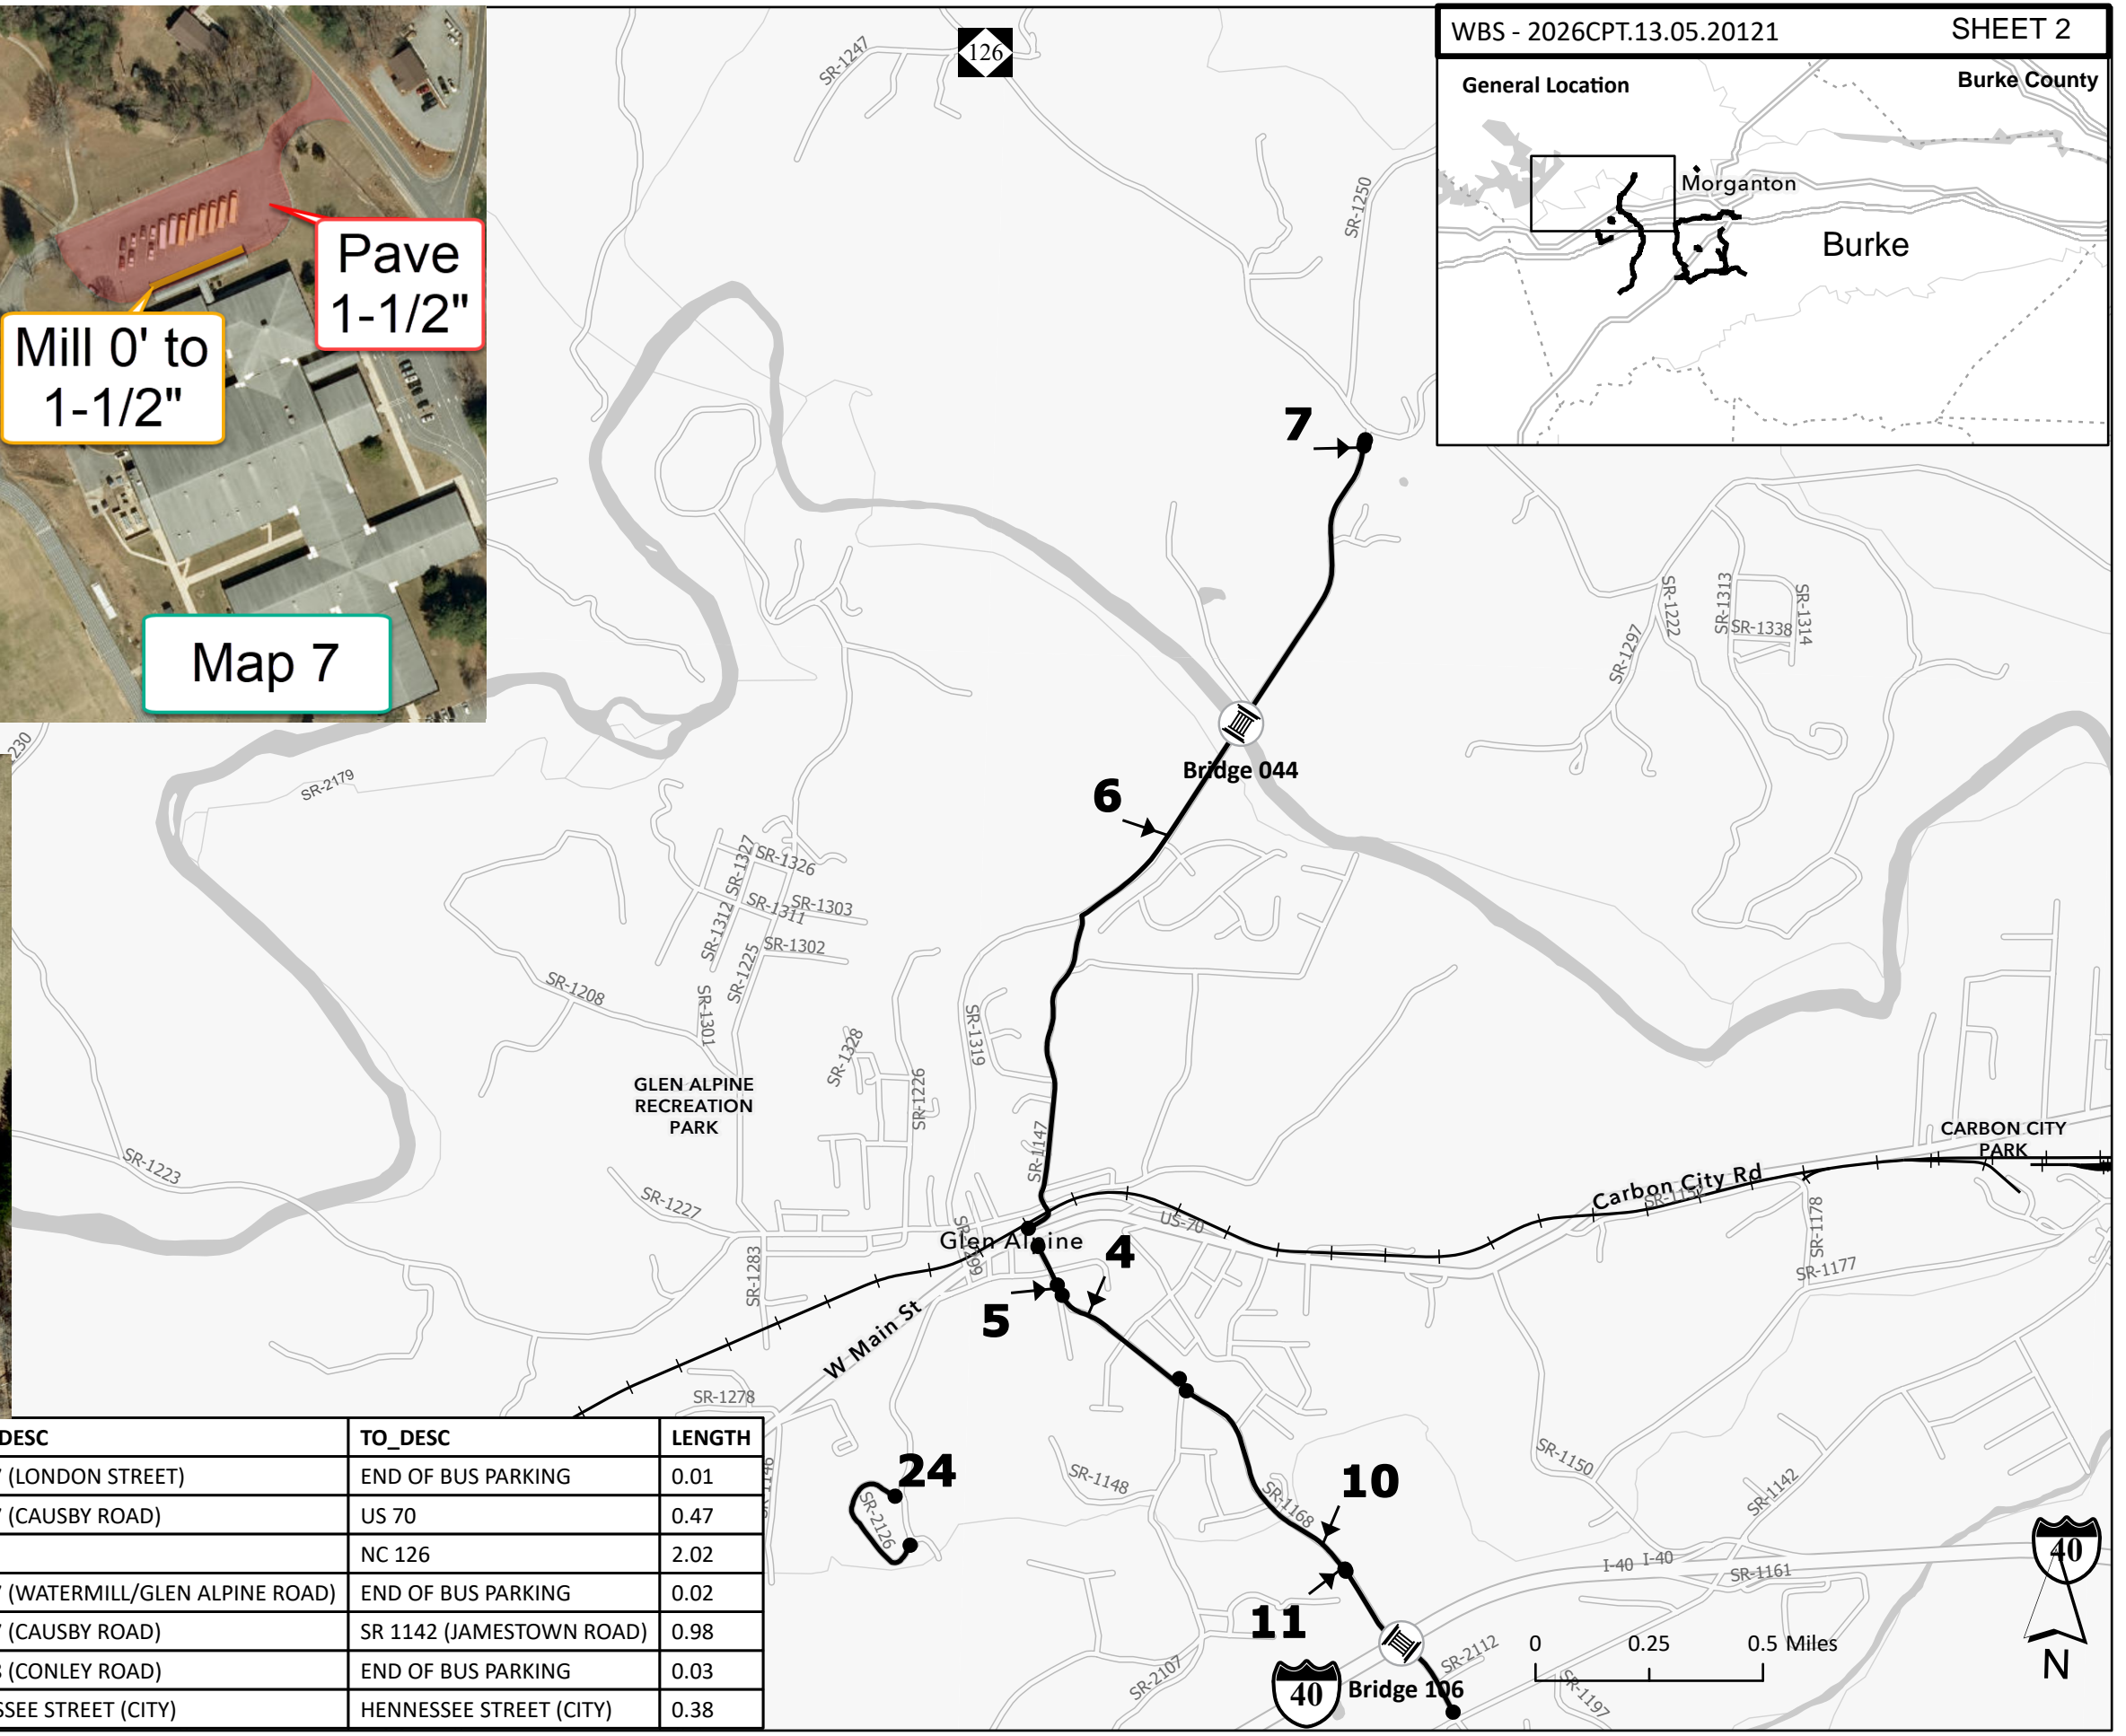 WBS - 2026CPT.13.05.20121 SHEET 2
General Location Burke County
Morganton
Burke
126
SR-1247
SR-1250
Pave
1-1/2"
Mill 0' to
1-1/2"
Map 7
7
SR-1222
SR-1313
SR-1338
SR-1314
SR-1297
230
SR-2179
Bridge 044
6
SR-1327
SR-1326
SR-1312
SR-1311
SR-1303
SR-1302
SR-1225
SR-1208
SR-1301
SR-1328
SR-1319
SR-1226
GLEN ALPINE
RECREATION
PARK
SR-1147
CARBON CITY
PARK
SR-1223
SR-1227
Carbon City Rd
SR-1178
US-70
Glen Alpine
SR-1283
4
SR-1177
5
W Main St
SR-1278
SR-1146
24
SR-2126
SR-1148
SR-1168
10
SR-1150
SR-1142
I-40 I-40
SR-1161
40
11
SR-2107
SR-2112
40
Bridge 106
SR-1197
0 0.25 0.5 Miles
N
DESC TO_DESC LENGTH
(LONDON STREET) END OF BUS PARKING 0.01
(CAUSBY ROAD) US 70 0.47
NC 126 2.02
(WATERMILL/GLEN ALPINE ROAD) END OF BUS PARKING 0.02
(CAUSBY ROAD) SR 1142 (JAMESTOWN ROAD) 0.98
(CONLEY ROAD) END OF BUS PARKING 0.03
SSEE STREET (CITY) HENNESSEE STREET (CITY) 0.38